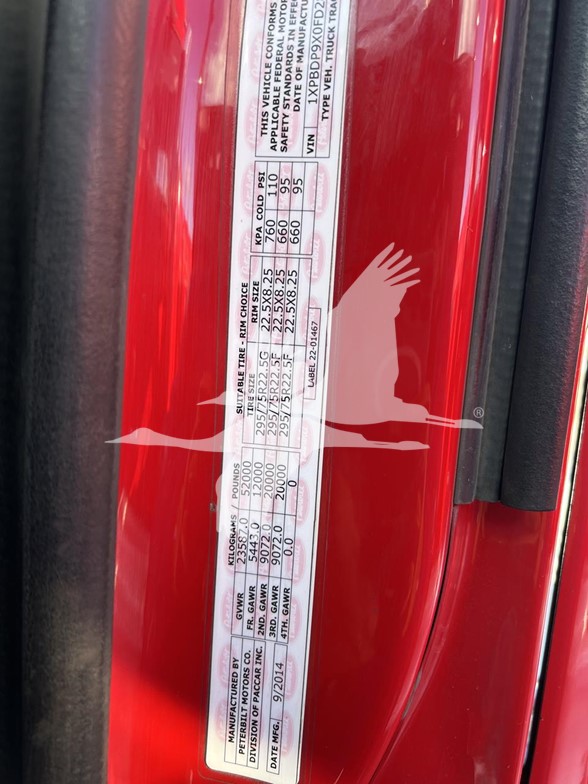 MANUFACTURED BY
PETERBILT MOTORS CO.
DIVISION OF PACCAR INC.
DATE MFG. 9/2014
KILOGRAMS POUNDS
GVWR 23587.0 52000
FR. GAWR 5443.0 12000
2ND. GAWR 9072.0 20000
3RD. GAWR 9072.0 20000
4TH. GAWR 0.0 0
SUITABLE TIRE - RIM CHOICE
TIRE SIZE RIM SIZE KPA COLD PSI
295/75R22.5G 22.5X8.25 760 110
295/75R22.5F 22.5X8.25 660 95
295/75R22.5F 22.5X8.25 660 95
LABEL 22-01467
THIS VEHICLE CONFORMS
APPLICABLE FEDERAL MOTOR
SAFETY STANDARDS IN EFFE
DATE OF MANUFACTU
VIN 1XPBDP9X0FD2
TYPE VEH. TRUCK TRA
®